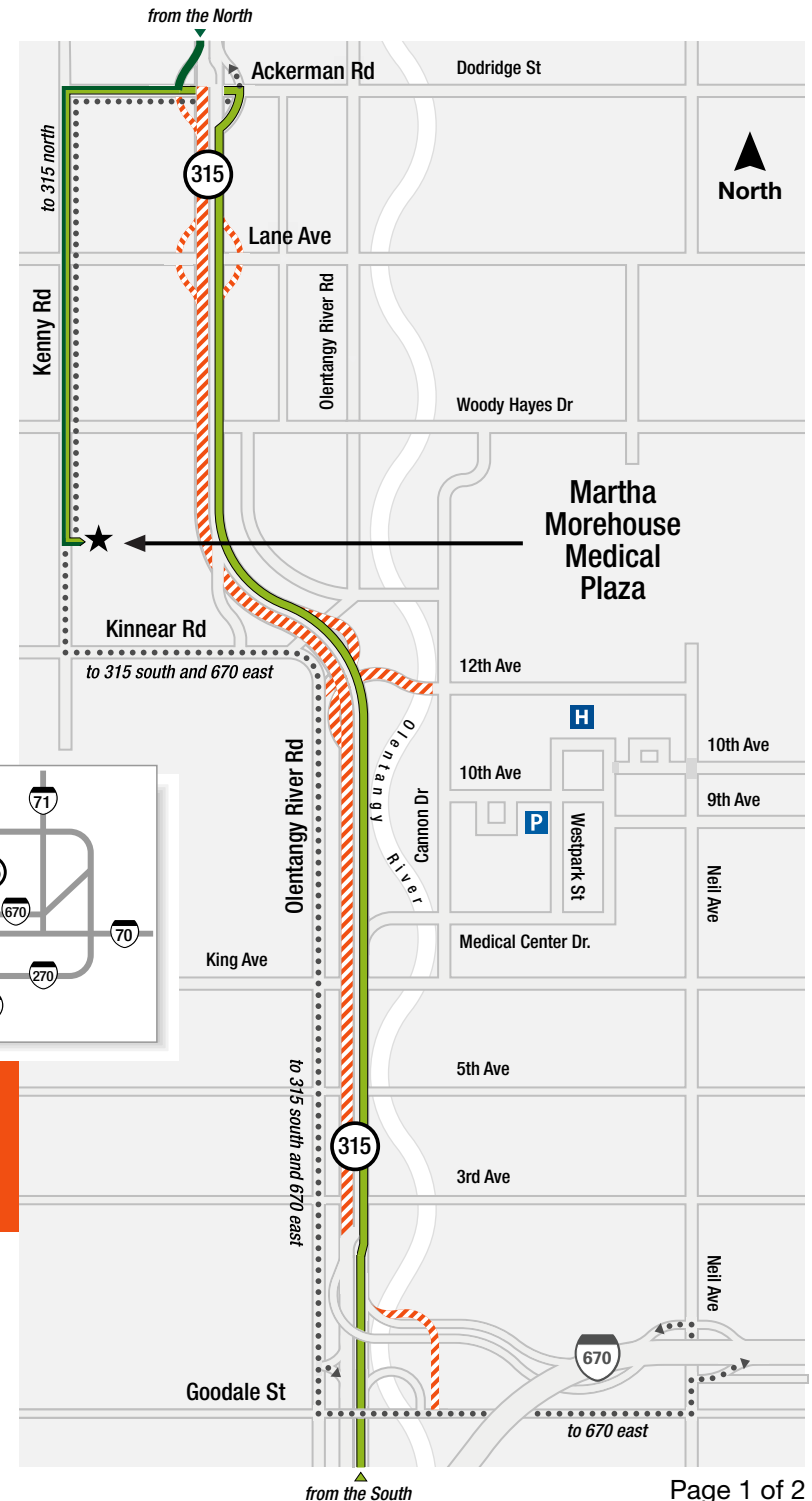 from the North
Ackerman Rd
Dodridge St
to 315 north
315
North
Lane Ave
Kenny Rd
Olentangy River Rd
Woody Hayes Dr
Martha
Morehouse
Medical
Plaza
Kinnear Rd
to 315 south and 670 east
12th Ave
H
Olentangy River
10th Ave
10th Ave
71
Olentangy River Rd
Cannon Dr
P
Westpark St
9th Ave
670
70
Neil Ave
Medical Center Dr.
King Ave
270
5th Ave
to 315 south and 670 east
315
3rd Ave
Neil Ave
670
Goodale St
to 670 east
from the South
Page 1 of 2